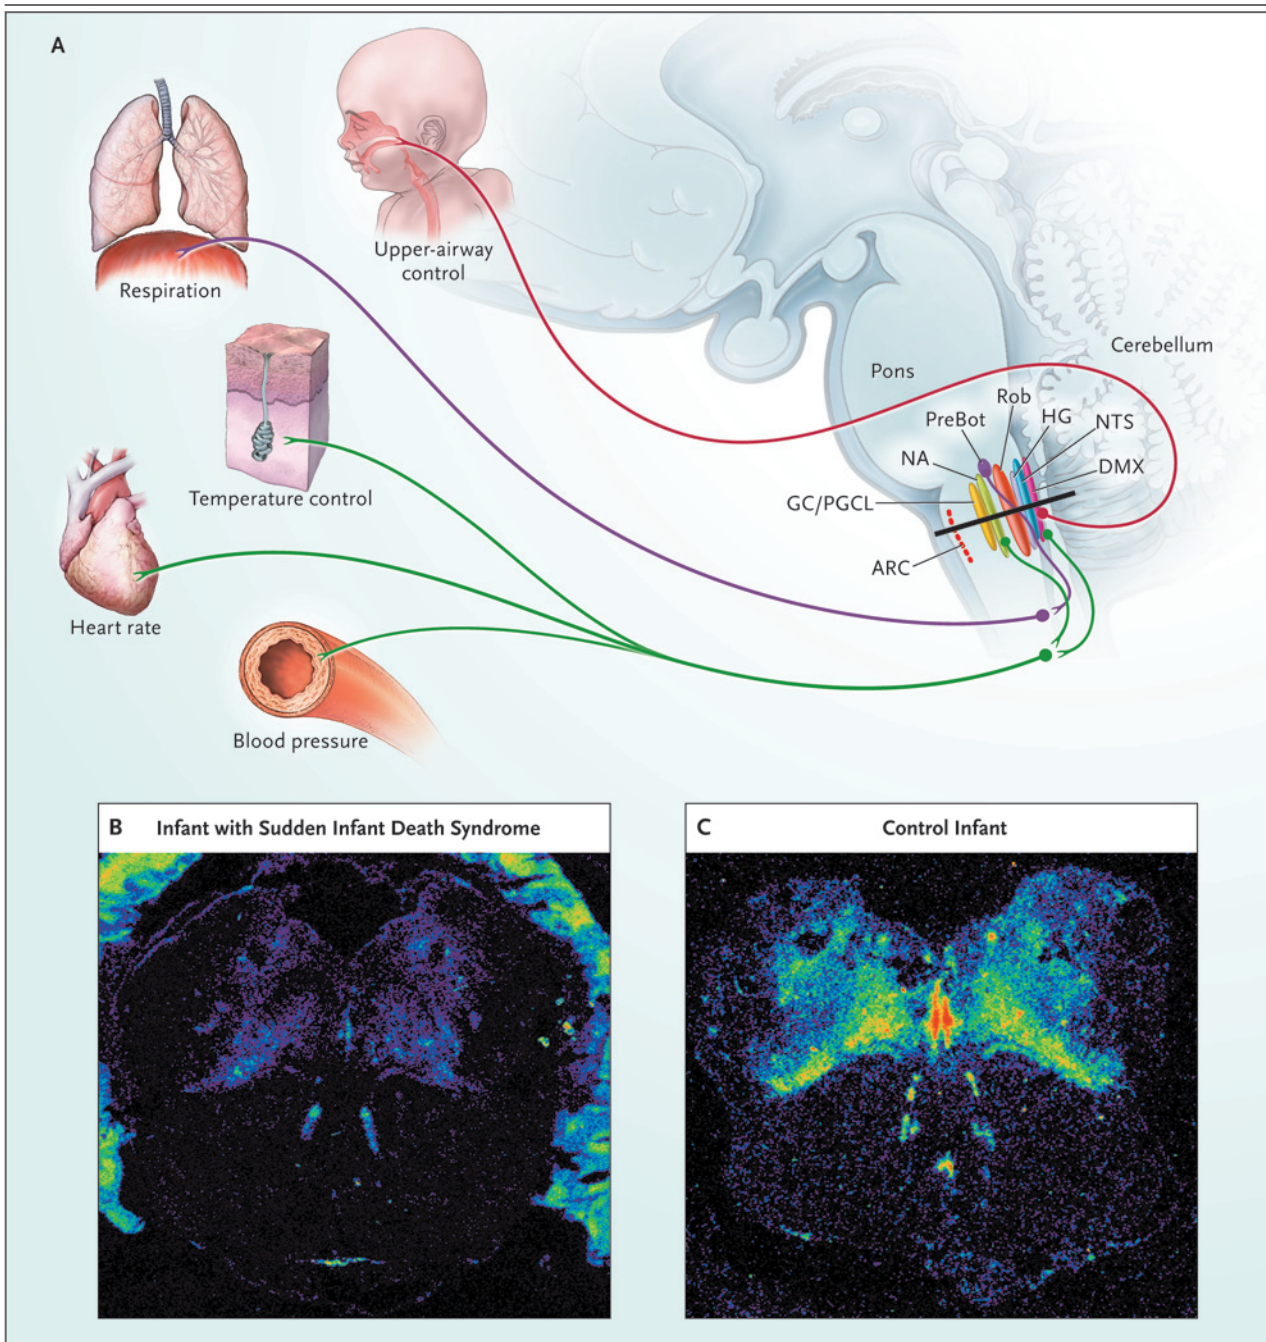 A
Respiration
Upper-airway
control
Temperature control
Heart rate
Blood pressure
Cerebellum
Pons
Rob
PreBot
HG
NTS
NA
DMX
GC/PGCL
ARC
B Infant with Sudden Infant Death Syndrome
C Control Infant